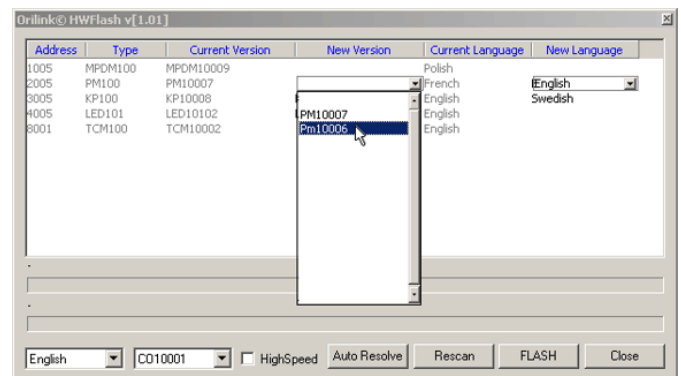 Orilink© HWFlash v[1.01]
Address Type Current Version New Version Current Language New Language
1005 MPDM100 MPDM10009 Polish
2005 PM100 PM10007 French English
3005 KP100 KP10008 English Swedish
4005 LED101 LED10102 PM10007 English
8001 TCM100 TCM10002 Pm10006 English
English CO10001 HighSpeed Auto Resolve Rescan FLASH Close